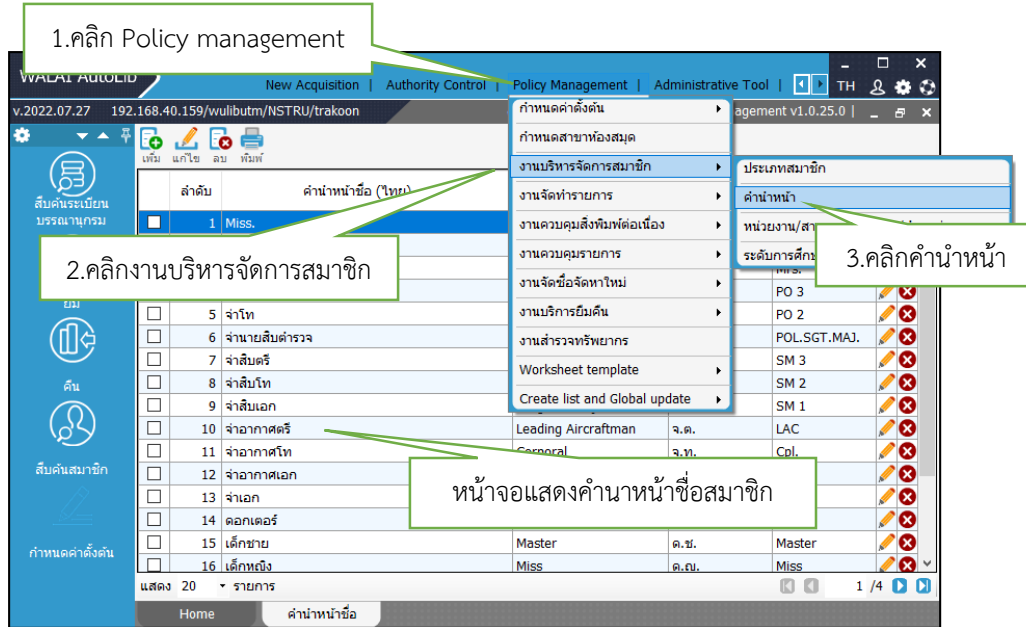 1.คลิก Policy management
WALAI AutoLib
New Acquisition | Authority Control | Policy Management | Administrative Tool | TH
v.2022.07.27 192.168.40.159/wulibutm/NSTRU/trakoon
agement v1.0.25.0 |
เพิ่ม แก้ไข ลบ พิมพ์
กำหนดค่าตั้งต้น
กำหนดสาขาห้องสมุด
งานบริหารจัดการสมาชิก
งานจัดทำรายการ
งานควบคุมสิ่งพิมพ์ต่อเนื่อง
งานควบคุมรายการ
งานจัดซื้อจัดหาใหม่
งานบริการยืมคืน
งานสำรวจทรัพยากร
Worksheet template
Create list and Global update
ประเภทสมาชิก
คำนำหน้า
หน่วยงาน/สา
ระดับการศึกษ
3.คลิกคำนำหน้า
สืบค้นระเบียน
บรรณานุกรม
ยืม
คืน
สืบค้นสมาชิก
กำหนดค่าตั้งต้น
ลำดับ คำนำหน้าชื่อ (ไทย)
1 Miss.
2.คลิกงานบริหารจัดการสมาชิก
Mrs.
PO 3
5 จ่าโท PO 2
6 จ่านายสิบตำรวจ POL.SGT.MAJ.
7 จ่าสิบตรี SM 3
8 จ่าสิบโท SM 2
9 จ่าสิบเอก SM 1
10 จ่าอากาศตรี Leading Aircraftman จ.ต. LAC
11 จ่าอากาศโท Corporal จ.ท. Cpl.
12 จ่าอากาศเอก
13 จ่าเอก
14 ดอกเตอร์
หน้าจอแสดงคำนาหน้าชื่อสมาชิก
15 เด็กชาย Master ด.ช. Master
16 เด็กหญิง Miss ด.ญ. Miss
แสดง 20 รายการ 1 /4
Home คำนำหน้าชื่อ